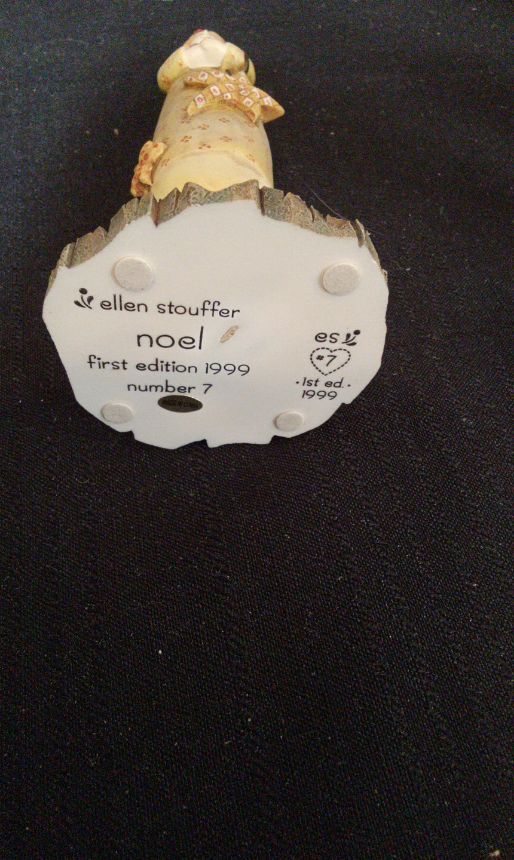 ellen stouffer
noel
first edition 1999
number 7
es
#7
•1st ed.•
1999